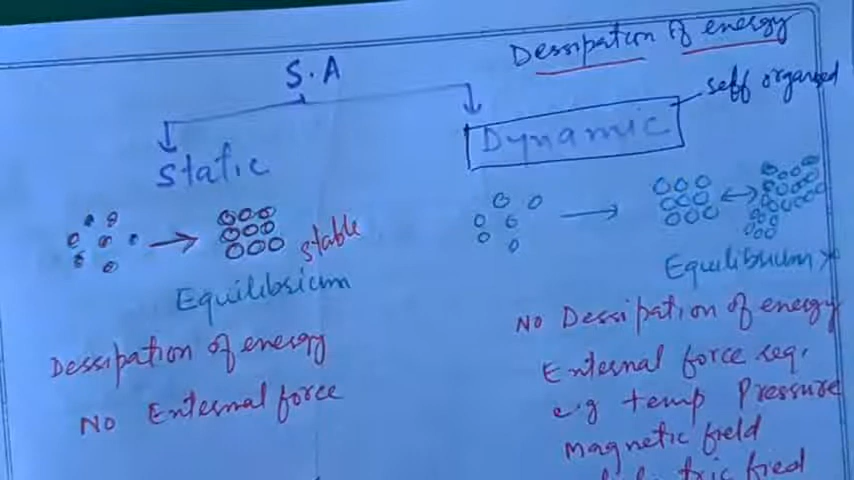 Dessipation of energy
S.A
self organised
Static
Dynamic
stable
Equilibrium
Equilibrium x
Dessipation of energy
No External force
No Dessipation of energy
External force req.
e.g temp Pressure
magnetic field